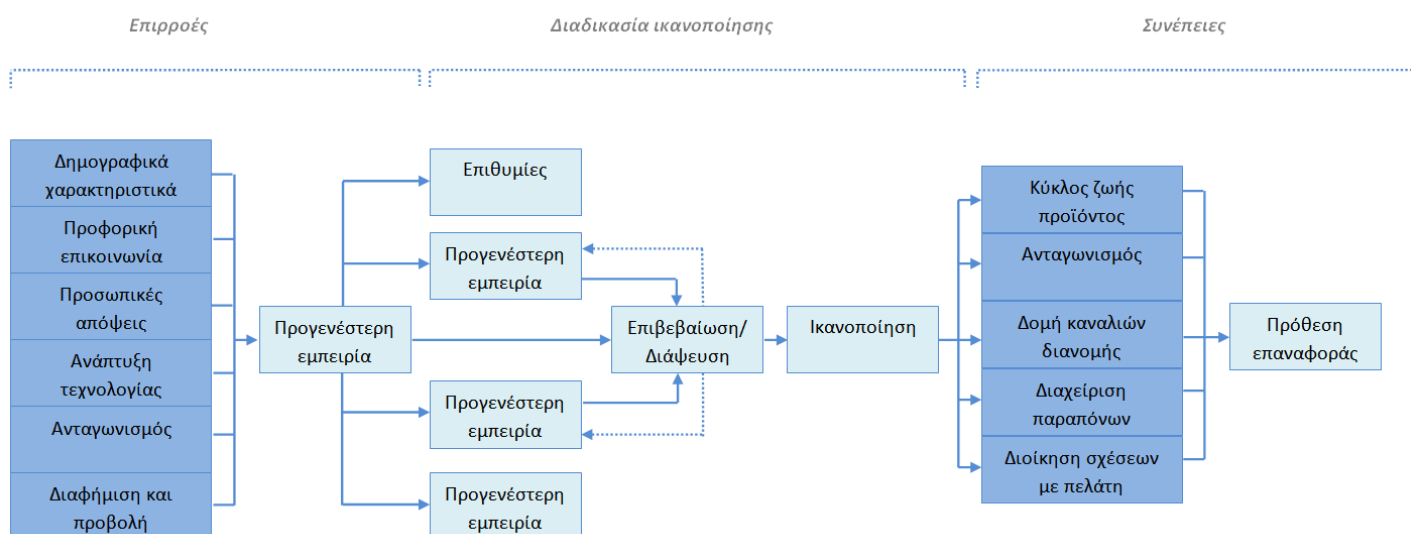 Επιρροές
Διαδικασία ικανοποίησης
Συνέπειες
Δημογραφικά
χαρακτηριστικά
Προφορική
επικοινωνία
Προσωπικές
απόψεις
Ανάπτυξη
τεχνολογίας
Ανταγωνισμός
Διαφήμιση και
προβολή
Προγενέστερη
εμπειρία
Επιθυμίες
Προγενέστερη
εμπειρία
Προγενέστερη
εμπειρία
Προγενέστερη
εμπειρία
Επιβεβαίωση/
Διάψευση
Ικανοποίηση
Κύκλος ζωής
προϊόντος
Ανταγωνισμός
Δομή καναλιών
διανομής
Διαχείριση
παραπόνων
Διοίκηση σχέσεων
με πελάτη
Πρόθεση
επαναφοράς